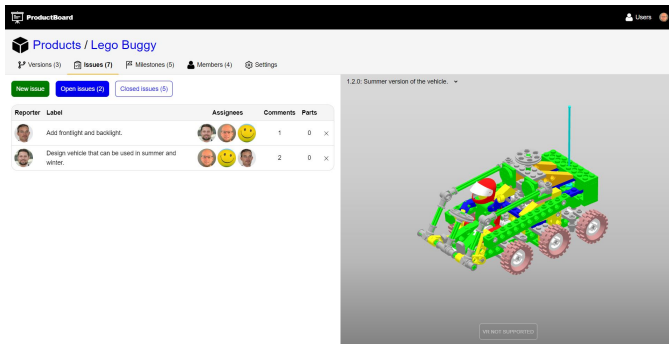 ProductBoard
Users
Products / Lego Buggy
Versions (3) Issues (7) Milestones (5) Members (4) Settings
New issue Open issues (2) Closed issues (5)
1.2.0: Summer version of the vehicle.
Reporter Label Assignees Comments Parts
Add frontlight and backlight. 1 0
Design vehicle that can be used in summer and
winter. 2 0
VR NOT SUPPORTED